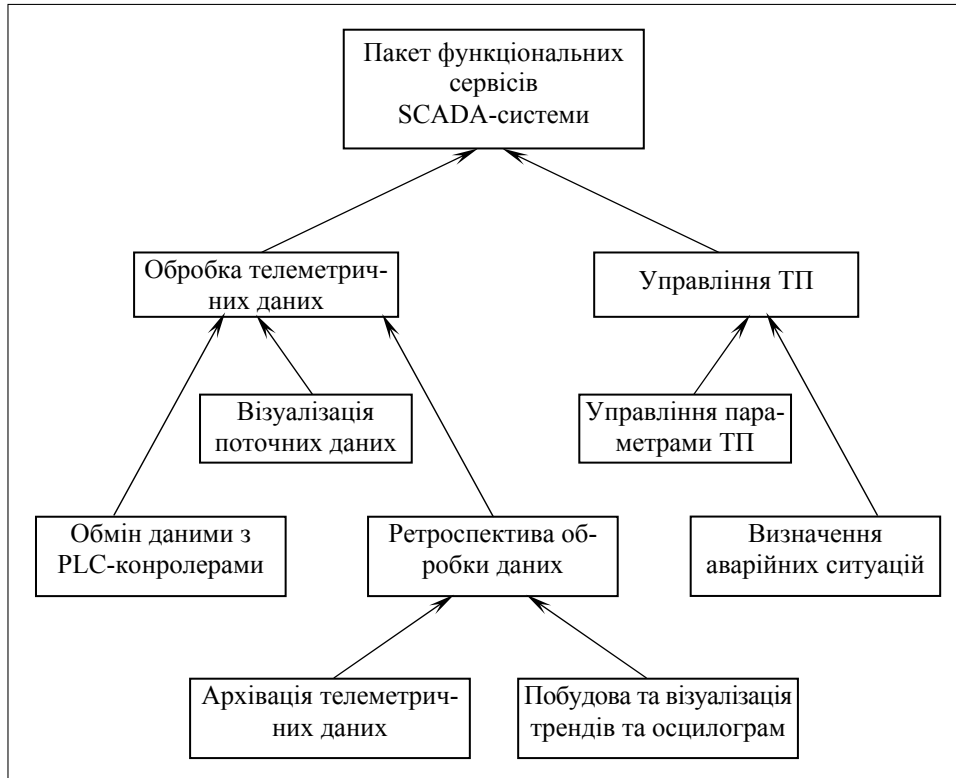 Пакет функціональних
сервісів
SCADA-системи
Обробка телеметрич-
них даних
Управління ТП
Візуалізація
поточних даних
Управління пара-
метрами ТП
Обмін даними з
PLC-конролерами
Ретроспектива об-
робки даних
Визначення
аварійних ситуацій
Архівація телеметрич-
них даних
Побудова та візуалізація
трендів та осцилограм